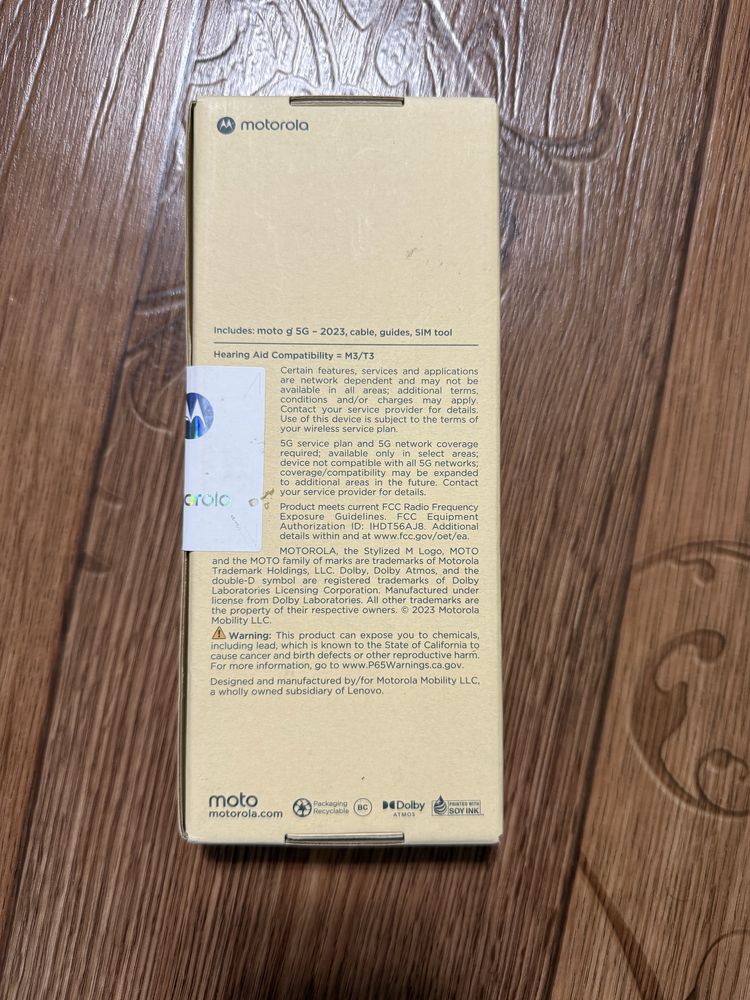 motorola
Includes: moto g 5G – 2023, cable, guides, SIM tool
Hearing Aid Compatibility = M3/T3
Certain features, services and applications
are network dependent and may not be
available in all areas; additional terms,
conditions and/or charges may apply.
Contact your service provider for details.
Use of this device is subject to the terms of
your wireless service plan.
5G service plan and 5G network coverage
required; available only in select areas;
device not compatible with all 5G networks;
coverage/compatibility may be expanded
to additional areas in the future. Contact
your service provider for details.
orola
Product meets current FCC Radio Frequency
Exposure Guidelines. FCC Equipment
Authorization ID: IHDT56AJ8. Additional
details within and at www.fcc.gov/oet/ea.
MOTOROLA, the Stylized M Logo, MOTO
and the MOTO family of marks are trademarks of Motorola
Trademark Holdings, LLC. Dolby, Dolby Atmos, and the
double-D symbol are registered trademarks of Dolby
Laboratories Licensing Corporation. Manufactured under
license from Dolby Laboratories. All other trademarks are
the property of their respective owners. © 2023 Motorola
Mobility LLC.
Warning: This product can expose you to chemicals,
including lead, which is known to the State of California to
cause cancer and birth defects or other reproductive harm.
For more information, go to www.P65Warnings.ca.gov.
Designed and manufactured by/for Motorola Mobility LLC,
a wholly owned subsidiary of Lenovo.
moto
motorola.com
Packaging
Recyclable
BC
Dolby
ATMOS
PRINTED WITH
SOY INK